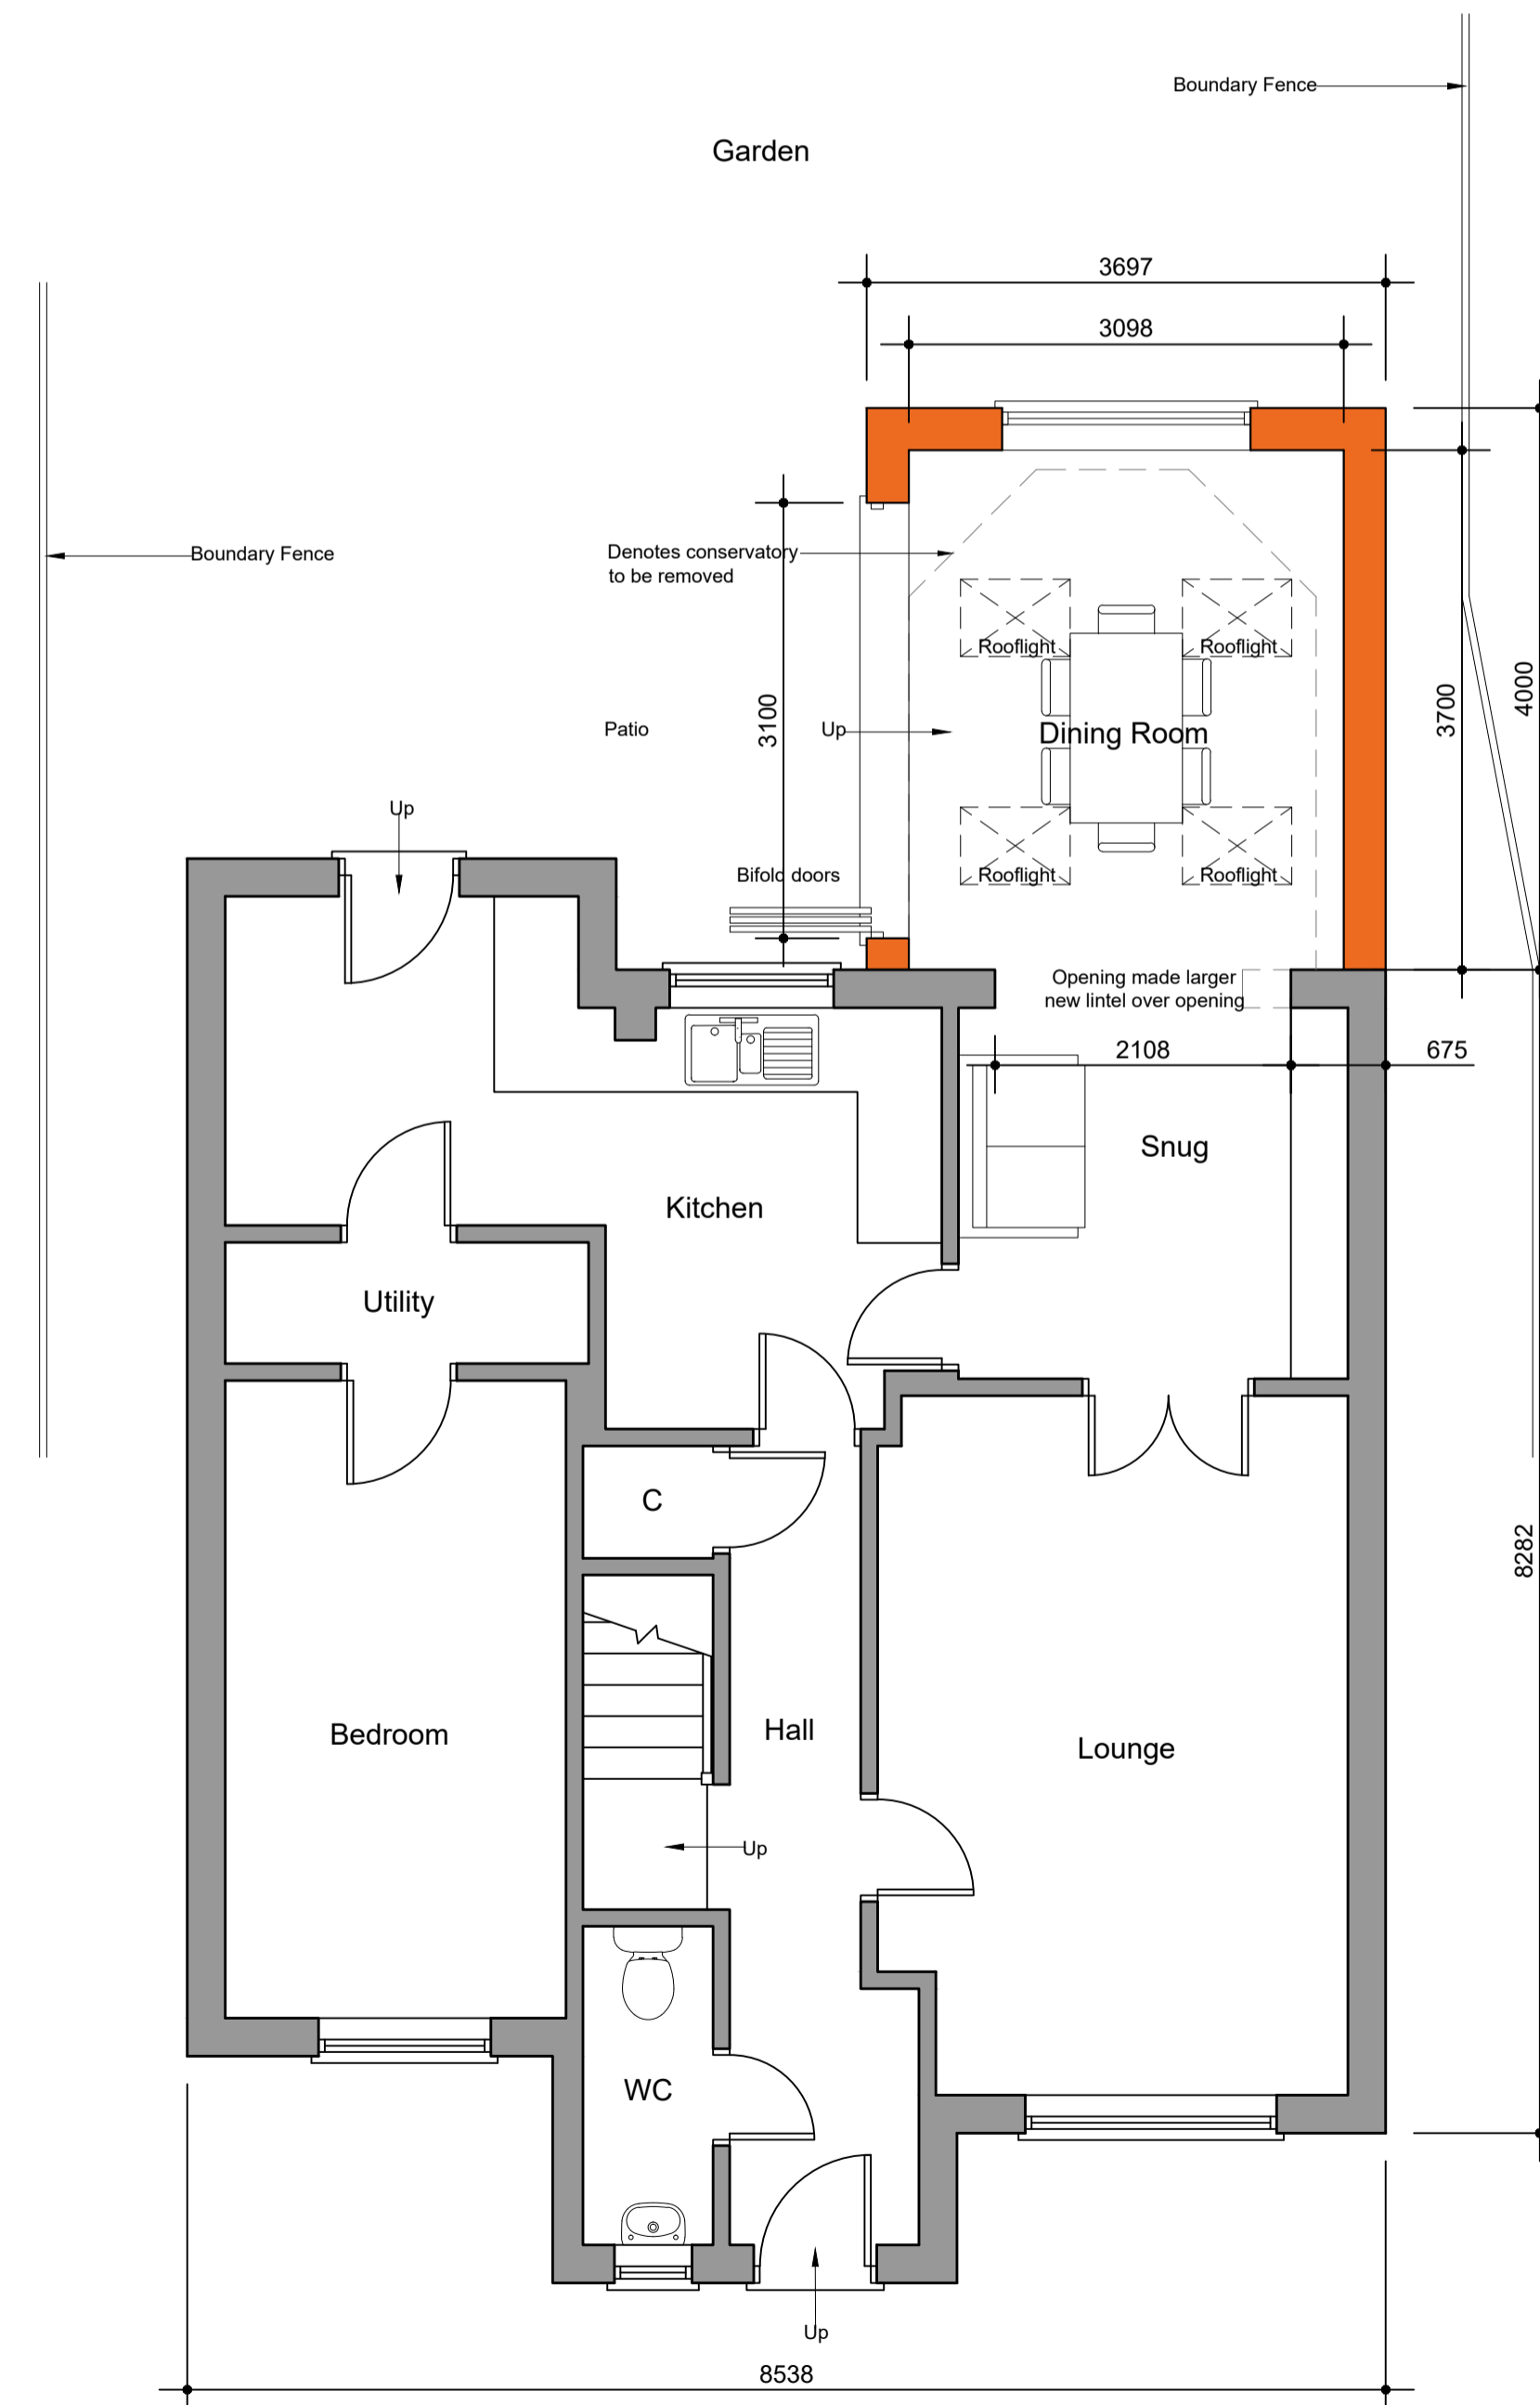 Boundary Fence
Garden
3697
3098
Boundary Fence
Denotes conservatory
to be removed
Rooflight
Rooflight
4000
3700
3100
Patio
Up
Dining Room
Up
Bifold doors
Rooflight
Rooflight
Opening made larger
new lintel over opening
2108
675
Snug
Kitchen
Utility
C
8282
Hall
Bedroom
Lounge
Up
WC
Up
8538